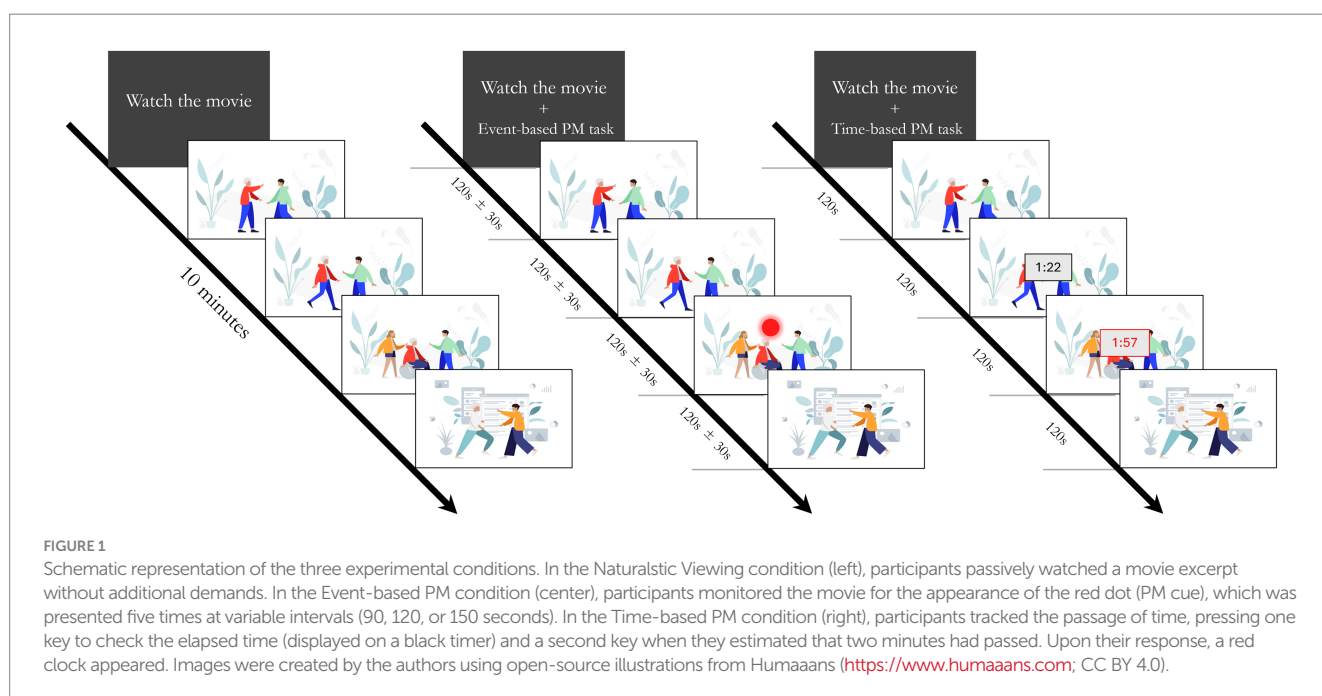 Watch the movie
10 minutes
Watch the movie
+
Event-based PM task
120s ± 30s
120s ± 30s
120s ± 30s
120s ± 30s
Watch the movie
+
Time-based PM task
120s
120s
120s
120s
1:22
1:57
FIGURE 1
Schematic representation of the three experimental conditions. In the Naturalstic Viewing condition (left), participants passively watched a movie excerpt
without additional demands. In the Event-based PM condition (center), participants monitored the movie for the appearance of the red dot (PM cue), which was
presented five times at variable intervals (90, 120, or 150 seconds). In the Time-based PM condition (right), participants tracked the passage of time, pressing one
key to check the elapsed time (displayed on a black timer) and a second key when they estimated that two minutes had passed. Upon their response, a red
clock appeared. Images were created by the authors using open-source illustrations from Humaaans (https://www.humaaans.com; CC BY 4.0).